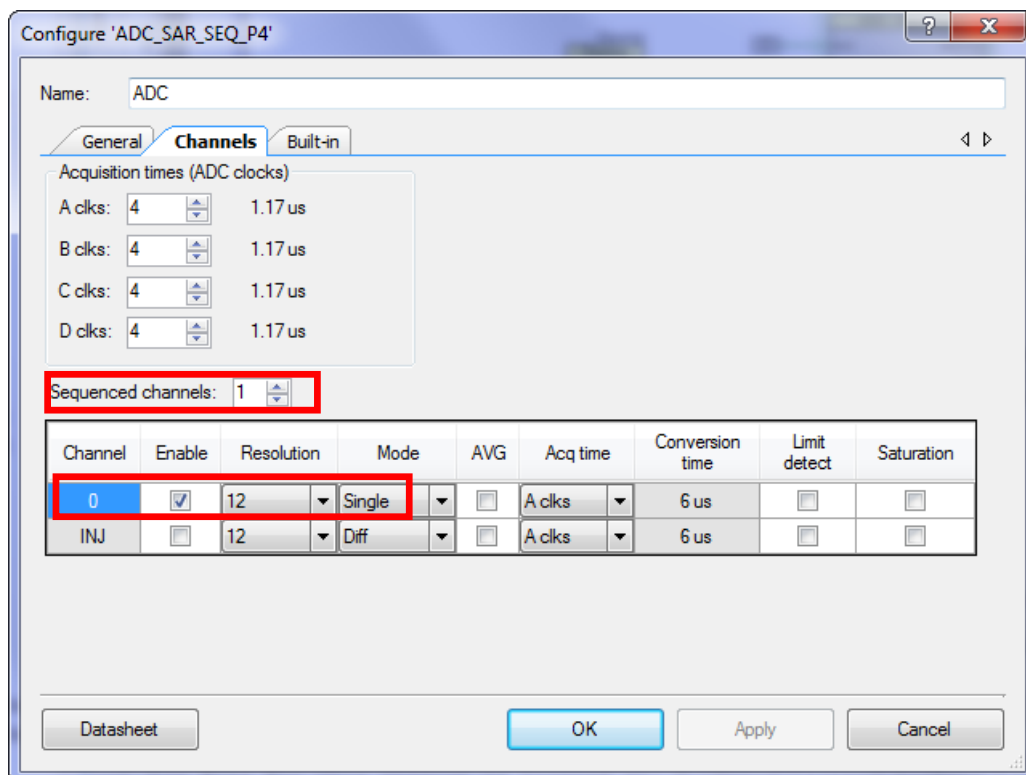 Configure 'ADC_SAR_SEQ_P4'
?
X
Name: ADC
General Channels Built-in
Acquisition times (ADC clocks)
A clks: 4 1.17 us
B clks: 4 1.17 us
C clks: 4 1.17 us
D clks: 4 1.17 us
Sequenced channels: 1
Channel Enable Resolution Mode AVG Acq time Conversion time Limit detect Saturation
0 12 Single A clks 6 us
INJ 12 Diff A clks 6 us
Datasheet OK Apply Cancel